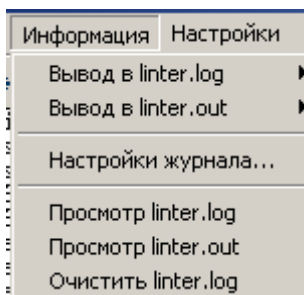 Информация Настройки
Вывод в linter.log
Вывод в linter.out
Настройки журнала...
Просмотр linter.log
Просмотр linter.out
Очистить linter.log